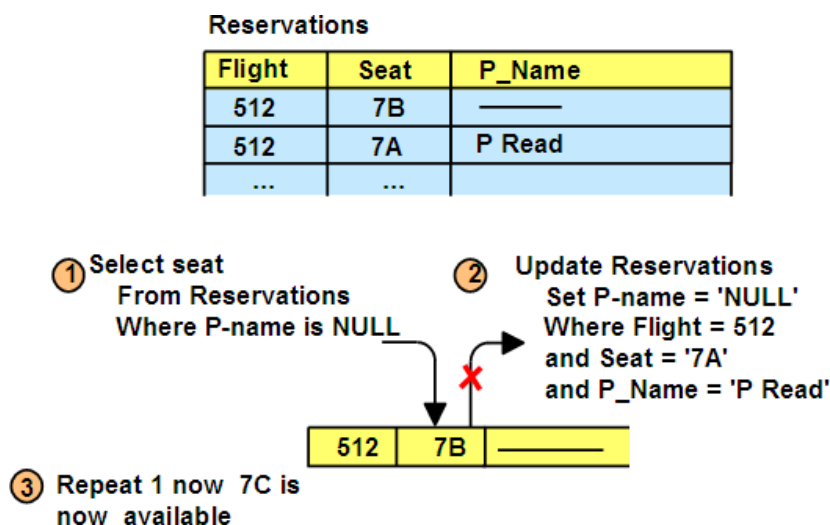 Reservations
Flight Seat P_Name
512 7B
512 7A P Read
... ...
1 Select seat
From Reservations
Where P-name is NULL
2 Update Reservations
Set P-name = 'NULL'
Where Flight = 512
and Seat = '7A'
and P_Name = 'P Read'
512 7B
3 Repeat 1 now 7C is
now available